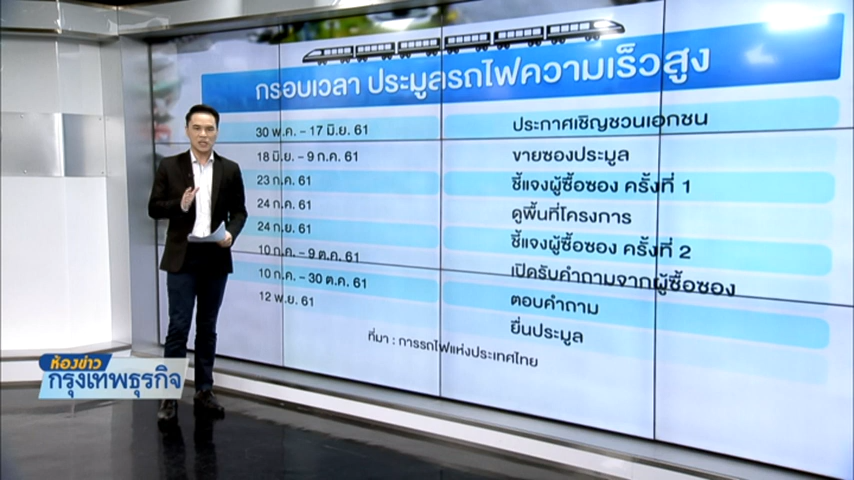 กรอบเวลา ประมูลรถไฟความเร็วสูง
30 พ.ค. - 17 มิ.ย. 61 ประกาศเชิญชวนเอกชน
18 มิ.ย. - 9 ก.ค. 61 ขายซองประมูล
23 ก.ค. 61 ชี้แจงผู้ซื้อซอง ครั้งที่ 1
24 ก.ค. 61 ดูพื้นที่โครงการ
24 ก.ย. 61 ชี้แจงผู้ซื้อซอง ครั้งที่ 2
10 ก.ค. - 9 ต.ค. 61 เปิดรับคำถามจากผู้ซื้อซอง
10 ก.ค. - 30 ต.ค. 61 ตอบคำถาม
12 พ.ย. 61 ยื่นประมูล
ที่มา : การรถไฟแห่งประเทศไทย
ห้องข่าว
กรุงเทพธุรกิจ